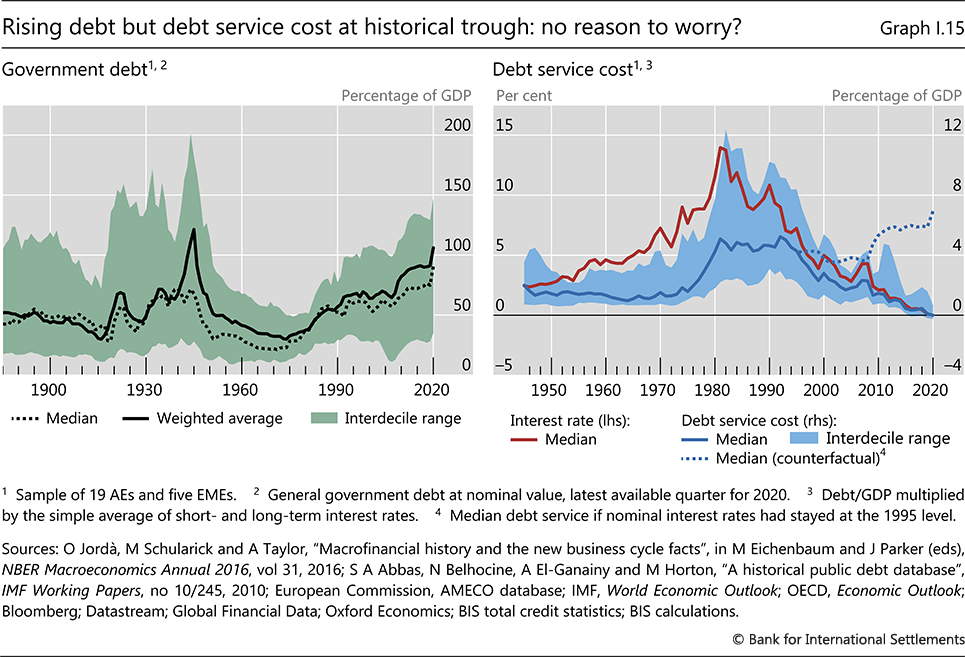 Rising debt but debt service cost at historical trough: no reason to worry? Graph I.15
Government debt1, 2
Debt service cost1, 3
Percentage of GDP
Per cent Percentage of GDP
200
150
100
50
0
1900 1930 1960 1990 2020
15
10
5
0
–5
12
8
4
0
–4
1950 1960 1970 1980 1990 2000 2010 2020
Median Weighted average Interdecile range
Interest rate (lhs):
Median
Debt service cost (rhs):
Median Interdecile range
Median (counterfactual)4
1 Sample of 19 AEs and five EMEs. 2 General government debt at nominal value, latest available quarter for 2020. 3 Debt/GDP multiplied
by the simple average of short- and long-term interest rates. 4 Median debt service if nominal interest rates had stayed at the 1995 level.
Sources: O Jordà, M Schularick and A Taylor, “Macrofinancial history and the new business cycle facts”, in M Eichenbaum and J Parker (eds),
NBER Macroeconomics Annual 2016, vol 31, 2016; S A Abbas, N Belhocine, A El-Ganainy and M Horton, “A historical public debt database”,
IMF Working Papers, no 10/245, 2010; European Commission, AMECO database; IMF, World Economic Outlook; OECD, Economic Outlook;
Bloomberg; Datastream; Global Financial Data; Oxford Economics; BIS total credit statistics; BIS calculations.
© Bank for International Settlements